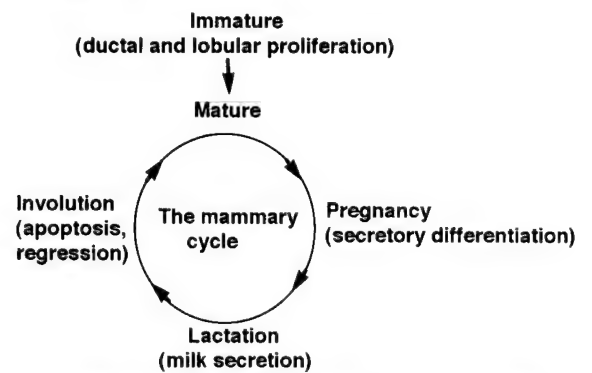 Immature
(ductal and lobular proliferation)
Mature
Involution
(apoptosis,
regression)
The mammary
cycle
Pregnancy
(secretory differentiation)
Lactation
(milk secretion)